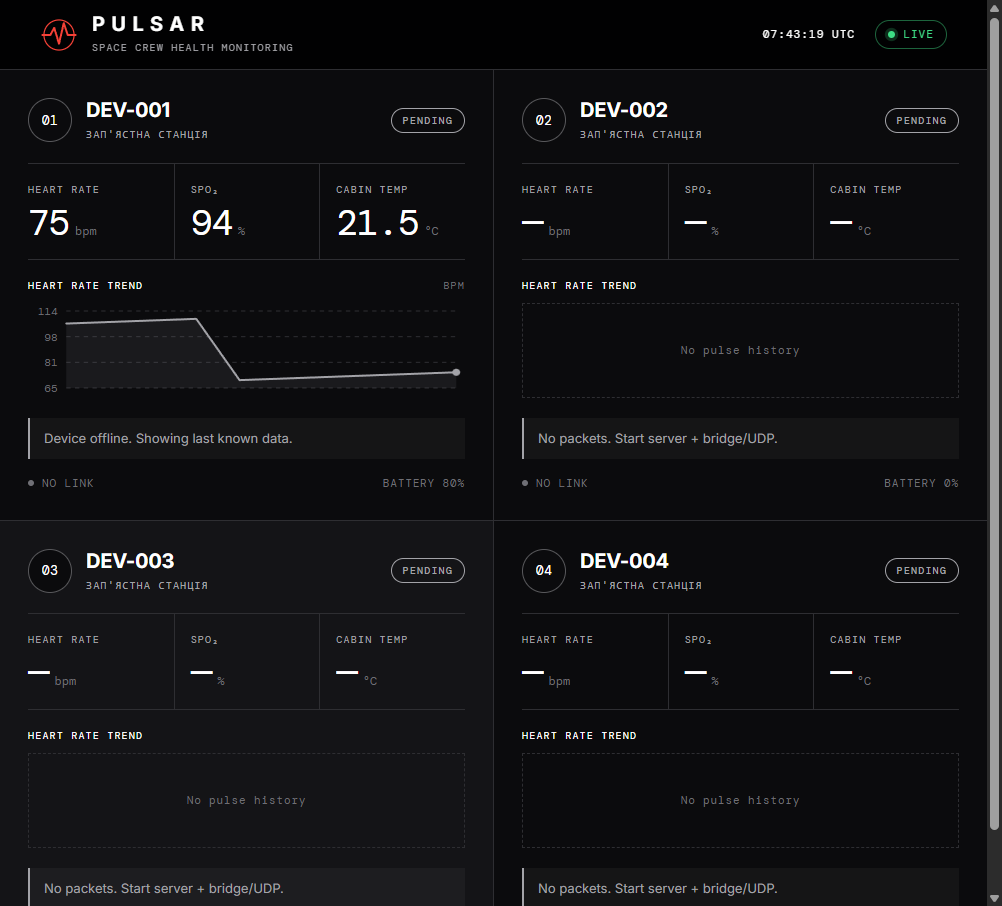 PULSAR
SPACE CREW HEALTH MONITORING
07:43:19 UTC
LIVE
01
DEV-001
ЗАП'ЯСТНА СТАНЦІЯ
PENDING
HEART RATE
75 bpm
SPO₂
94 %
CABIN TEMP
21.5 °C
HEART RATE TREND
BPM
114
98
81
65
Device offline. Showing last known data.
NO LINK
BATTERY 80%
02
DEV-002
ЗАП'ЯСТНА СТАНЦІЯ
PENDING
HEART RATE
— bpm
SPO₂
— %
CABIN TEMP
— °C
HEART RATE TREND
No pulse history
No packets. Start server + bridge/UDP.
NO LINK
BATTERY 0%
03
DEV-003
ЗАП'ЯСТНА СТАНЦІЯ
PENDING
HEART RATE
— bpm
SPO₂
— %
CABIN TEMP
— °C
HEART RATE TREND
No pulse history
No packets. Start server + bridge/UDP.
04
DEV-004
ЗАП'ЯСТНА СТАНЦІЯ
PENDING
HEART RATE
— bpm
SPO₂
— %
CABIN TEMP
— °C
HEART RATE TREND
No pulse history
No packets. Start server + bridge/UDP.